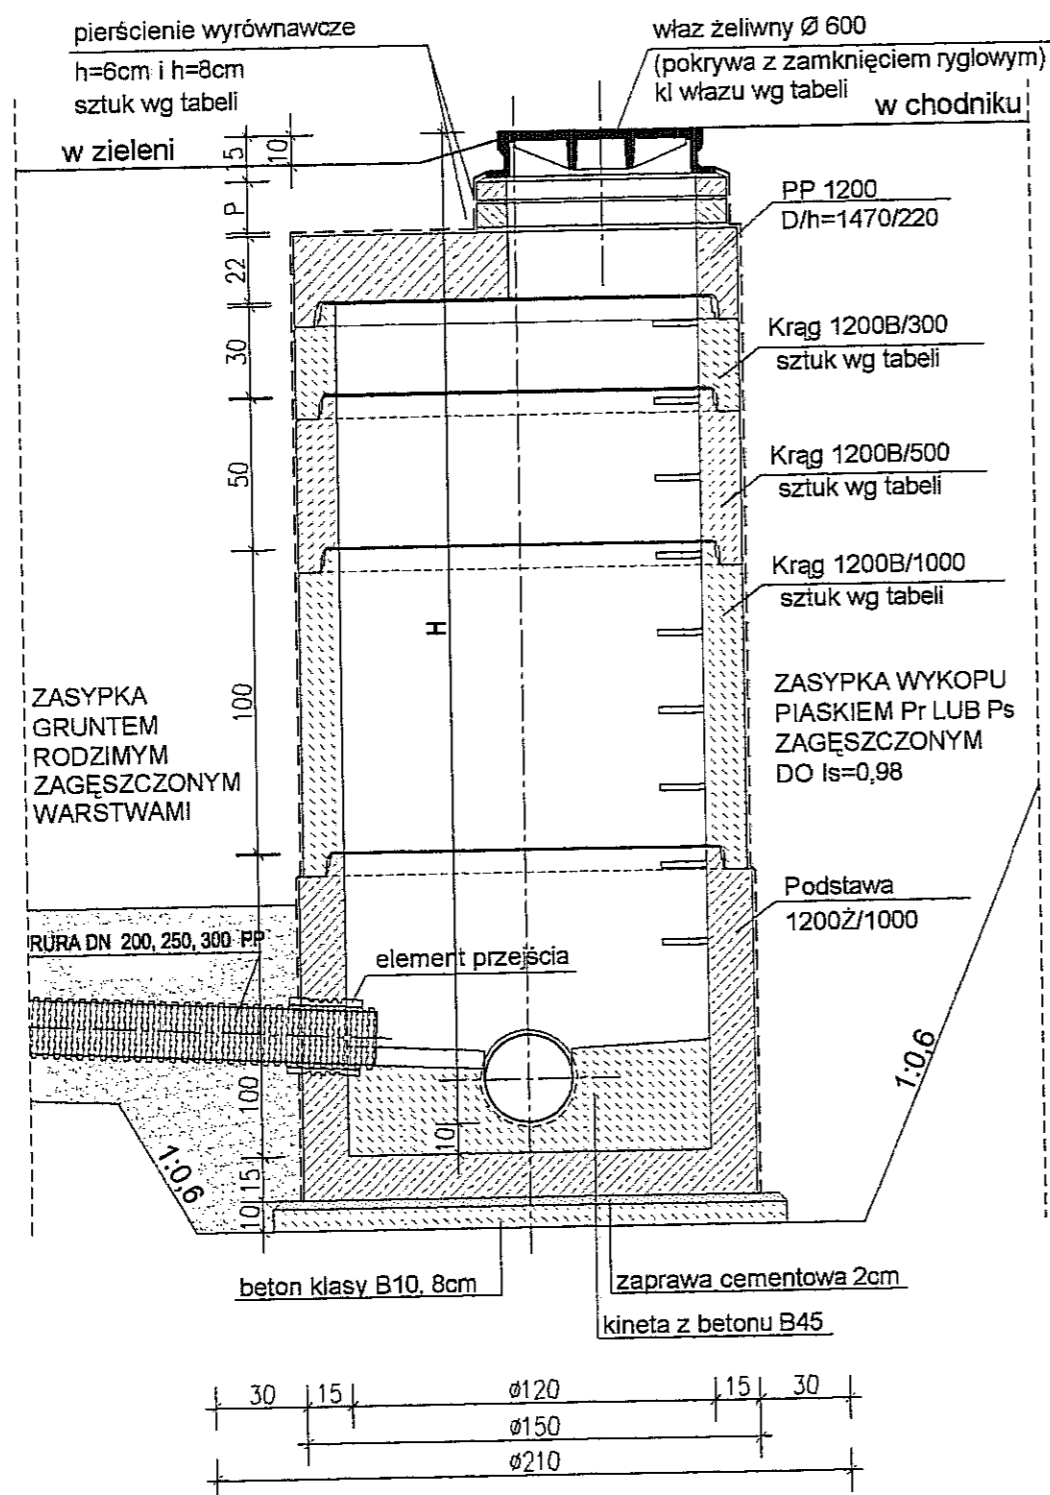 pierścienie wyrównawcze
h=6cm i h=8cm
sztuk wg tabeli
właz żeliwny Ø 600
(pokrywa z zamknięciem ryglowym)
kl włazu wg tabeli
w chodniku
w zieleni
15
10
P
22
30
50
100
100
15
10
H
10
PP 1200
D/h=1470/220
Krąg 1200B/300
sztuk wg tabeli
Krąg 1200B/500
sztuk wg tabeli
Krąg 1200B/1000
sztuk wg tabeli
ZASYPKA
GRUNTEM
RODZIMYM
ZAGĘSZCZONYM
WARSTWAMI
ZASYPKA WYKOPU
PIASKIEM Pr LUB Ps
ZAGĘSZCZONYM
DO Is=0,98
Podstawa
1200Ż/1000
RURA DN 200, 250, 300 PP
element przejścia
1:0,6
1:0,6
beton klasy B10, 8cm
zaprawa cementowa 2cm
kineta z betonu B45
30 15 ø120 15 30
ø150
ø210